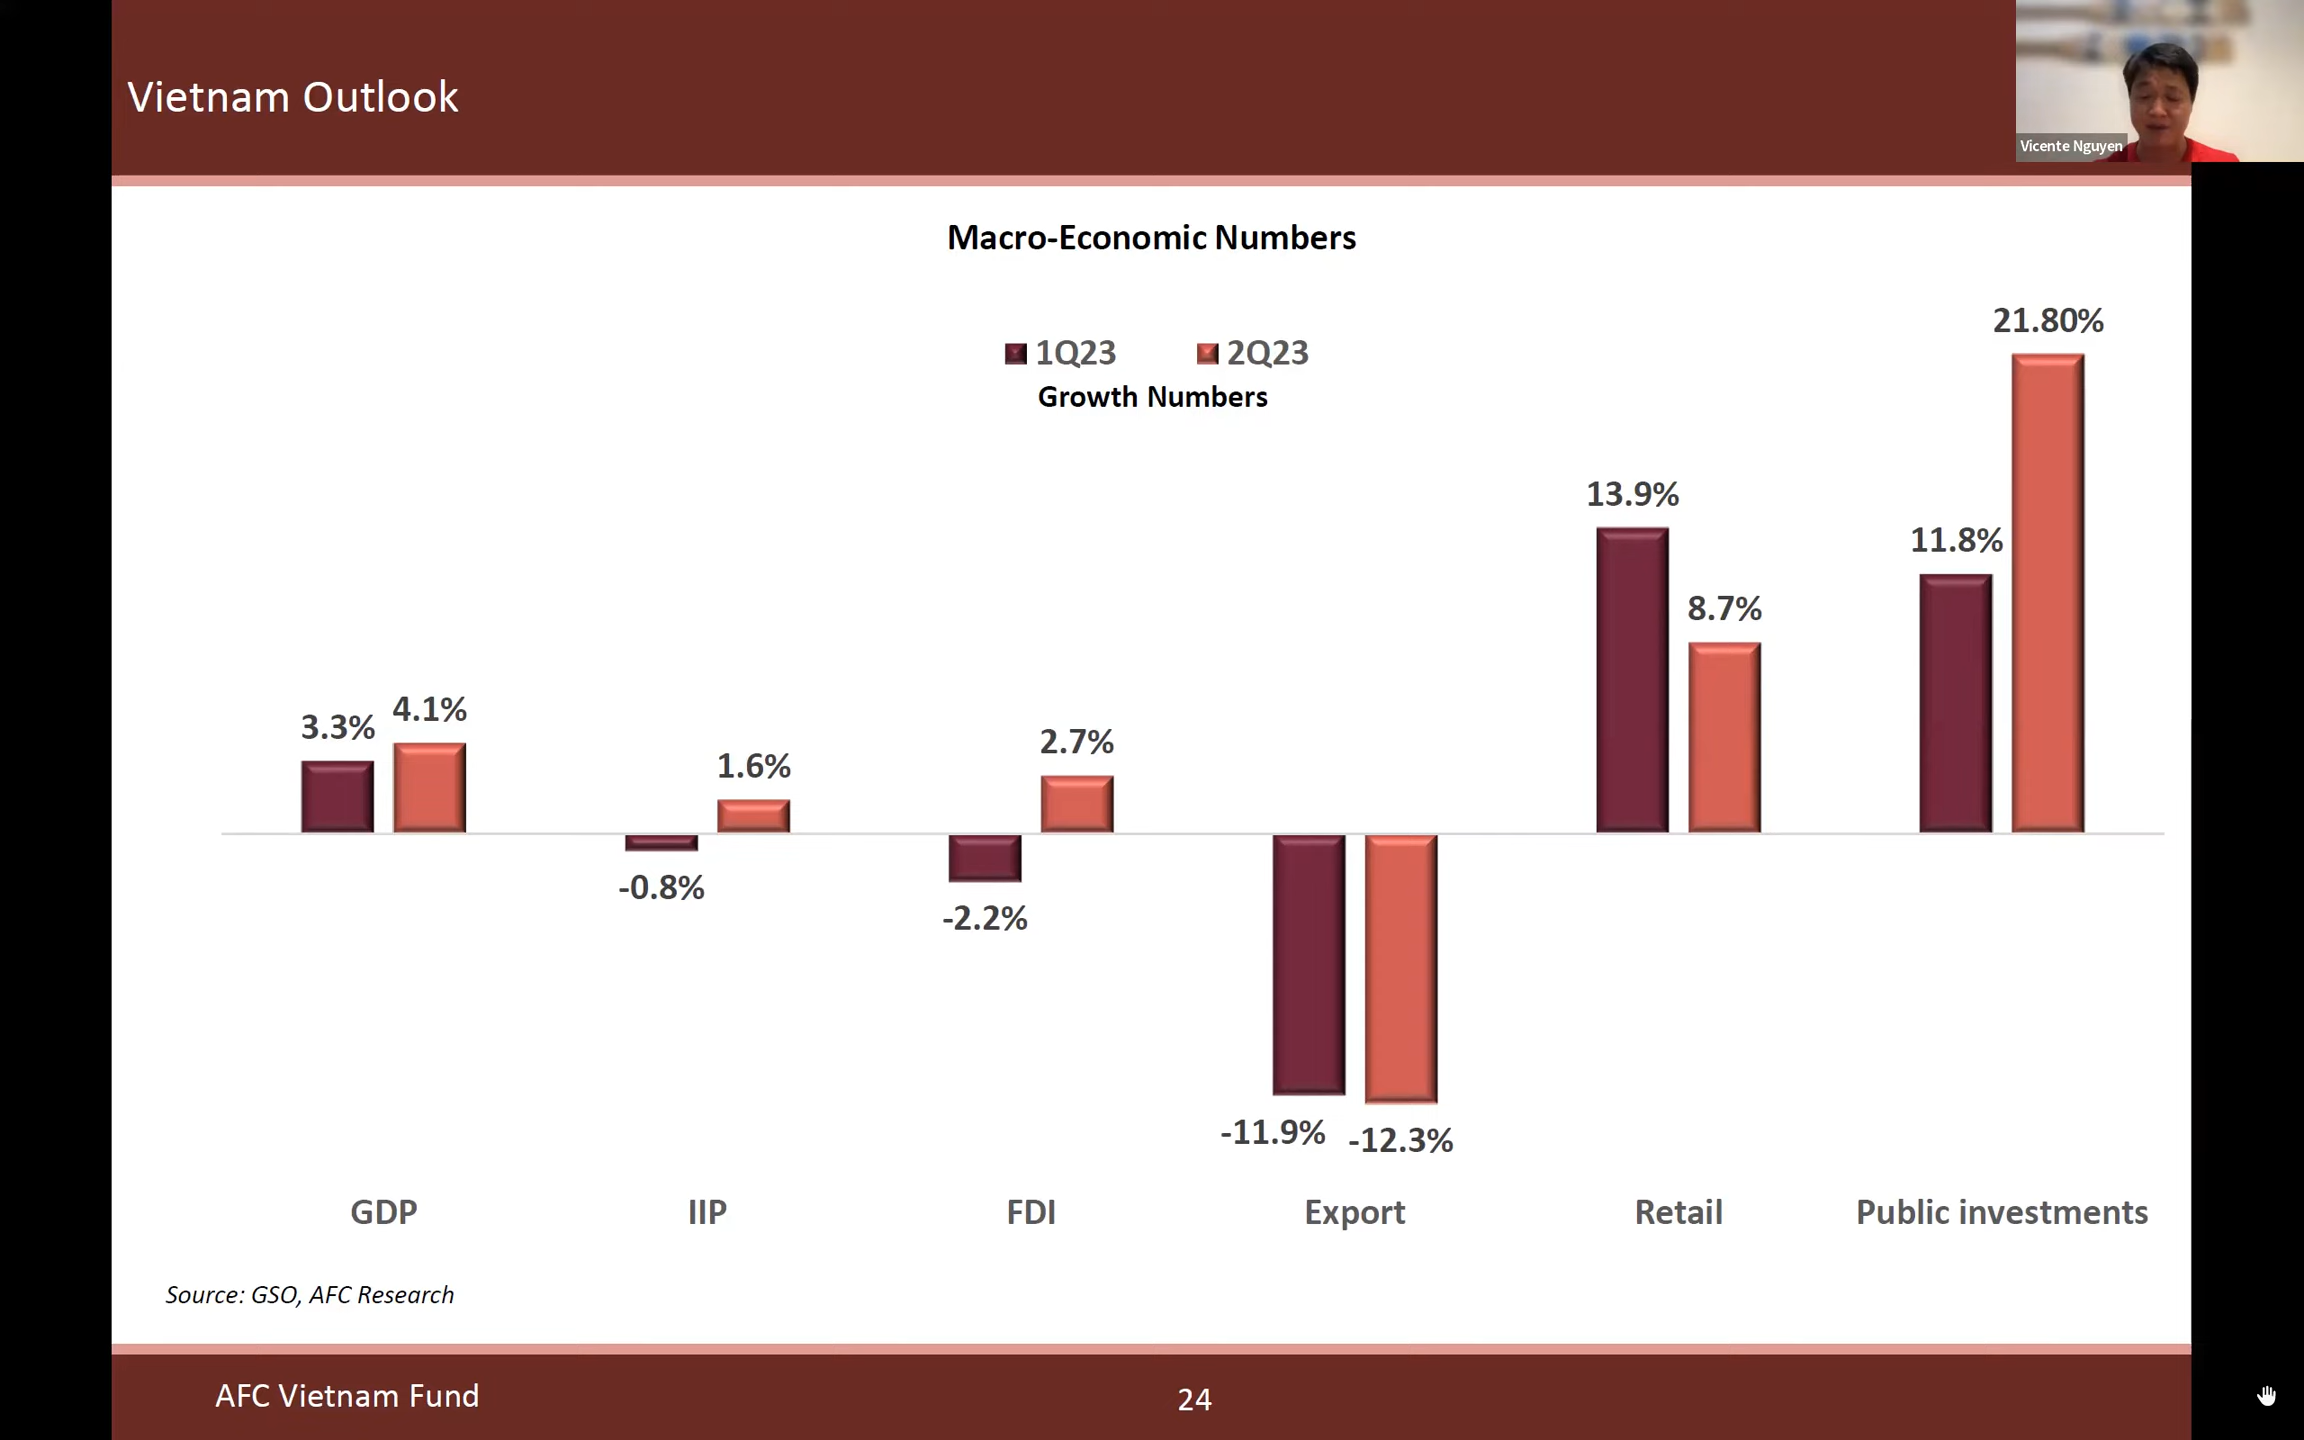 Vietnam Outlook
Vicente Nguyen
Macro-Economic Numbers
1Q23 2Q23
Growth Numbers
3.3% 4.1%
-0.8% 1.6%
-2.2% 2.7%
-11.9% -12.3%
13.9% 8.7%
11.8% 21.80%
GDP IIP FDI Export Retail Public investments
Source: GSO, AFC Research
AFC Vietnam Fund
24